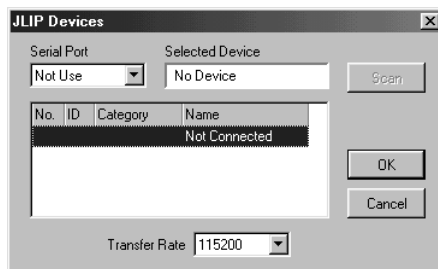 JLIP Devices
Serial Port Selected Device
Not Use No Device Scan
No. ID Category Name
Not Connected
OK
Cancel
Transfer Rate 115200